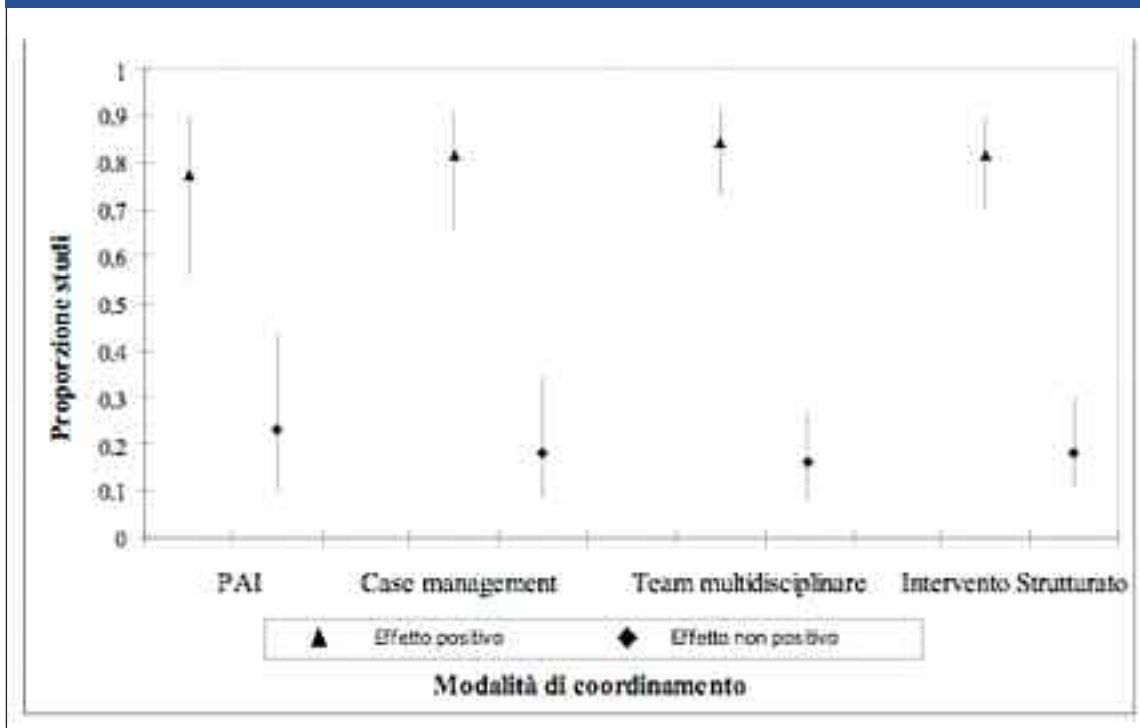 1
0.9
0.8
0.7
0.6
0.5
0.4
0.3
0.2
0.1
0
Proporzione studi
PAI Case management Team multidisciplinare Intervento Strutturato
Effetto positivo Effetto non positivo
Modalità di coordinamento